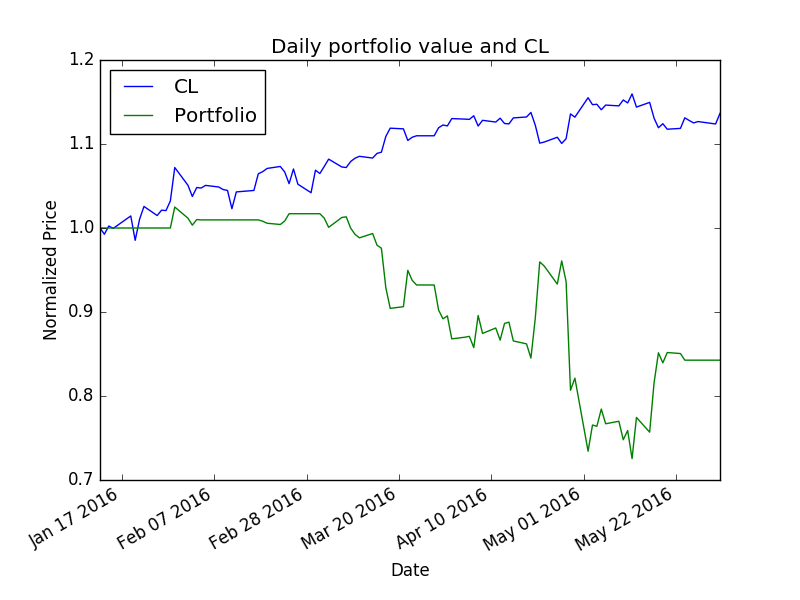 Daily portfolio value and CL
CL
Portfolio
1.2
1.1
1.0
0.9
0.8
0.7
Normalized Price
Jan 17 2016
Feb 07 2016
Feb 28 2016
Mar 20 2016
Apr 10 2016
May 01 2016
May 22 2016
Date